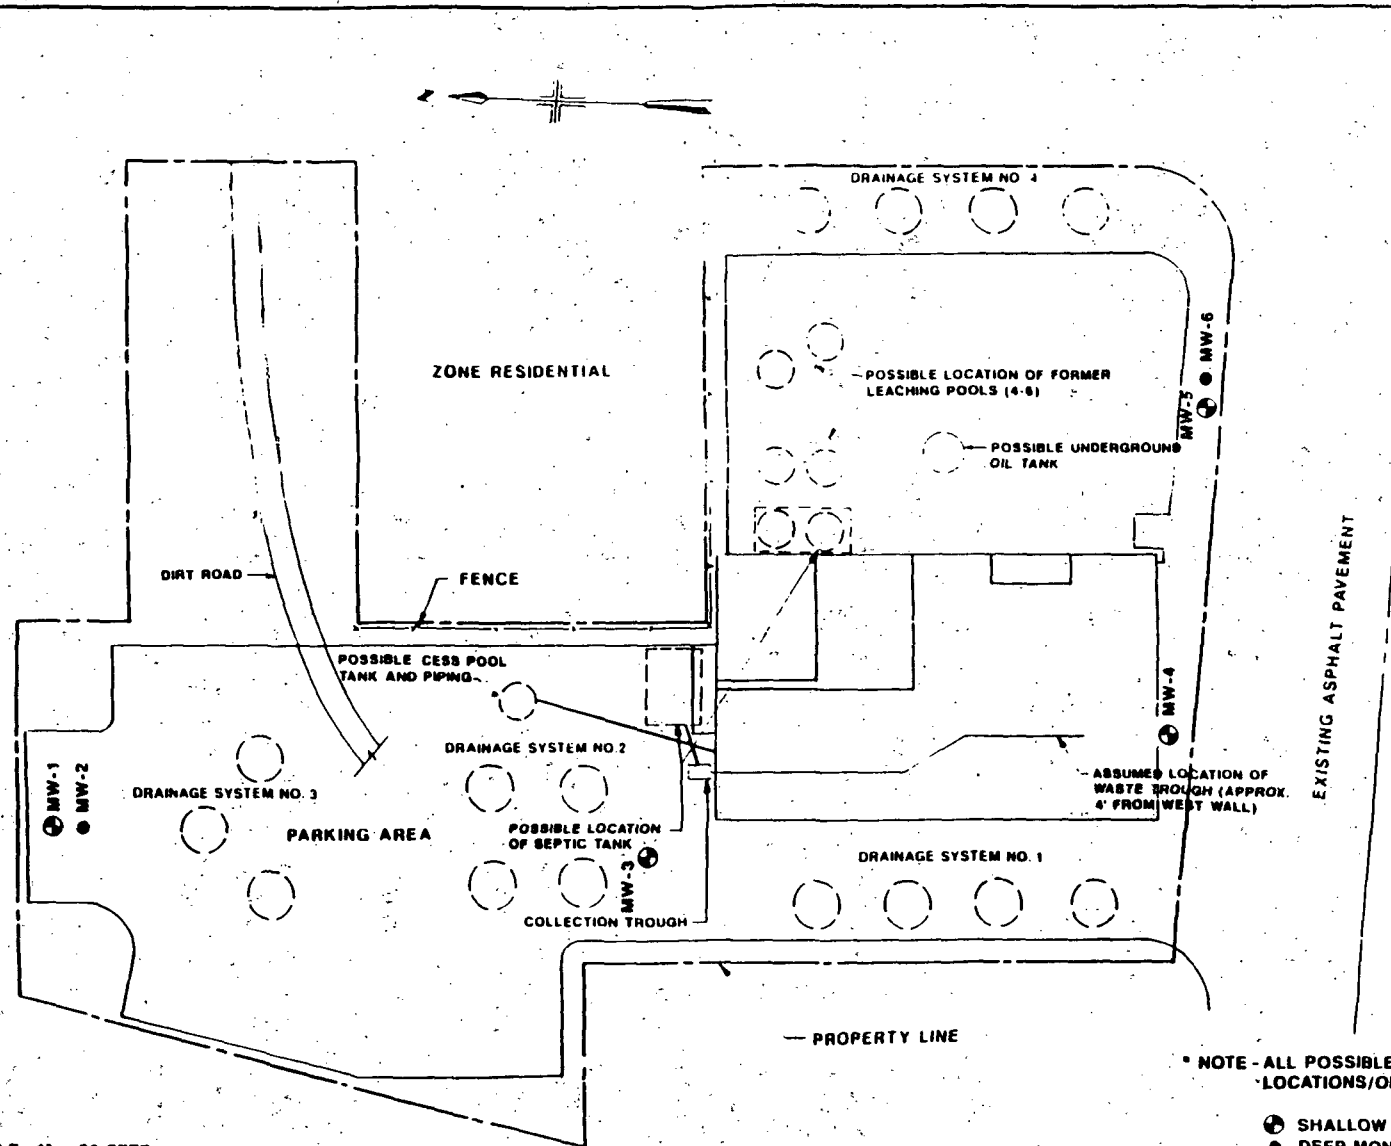 DRAINAGE SYSTEM NO. 4
ZONE RESIDENTIAL
POSSIBLE LOCATION OF FORMER
LEACHING POOLS (4-6)
MW-6
MW-5
POSSIBLE UNDERGROUND
OIL TANK
DIRT ROAD
FENCE
EXISTING ASPHALT PAVEMENT
POSSIBLE CESS POOL
TANK AND PIPING
MW-4
DRAINAGE SYSTEM NO. 2
MW-1
MW-2
DRAINAGE SYSTEM NO. 3
ASSUMED LOCATION OF
WASTE TROUGH (APPROX.
4' FROM WEST WALL)
PARKING AREA
POSSIBLE LOCATION
OF SEPTIC TANK
MW-3
DRAINAGE SYSTEM NO. 1
COLLECTION TROUGH
PROPERTY LINE
* NOTE - ALL POSSIBLE
SHALLOW